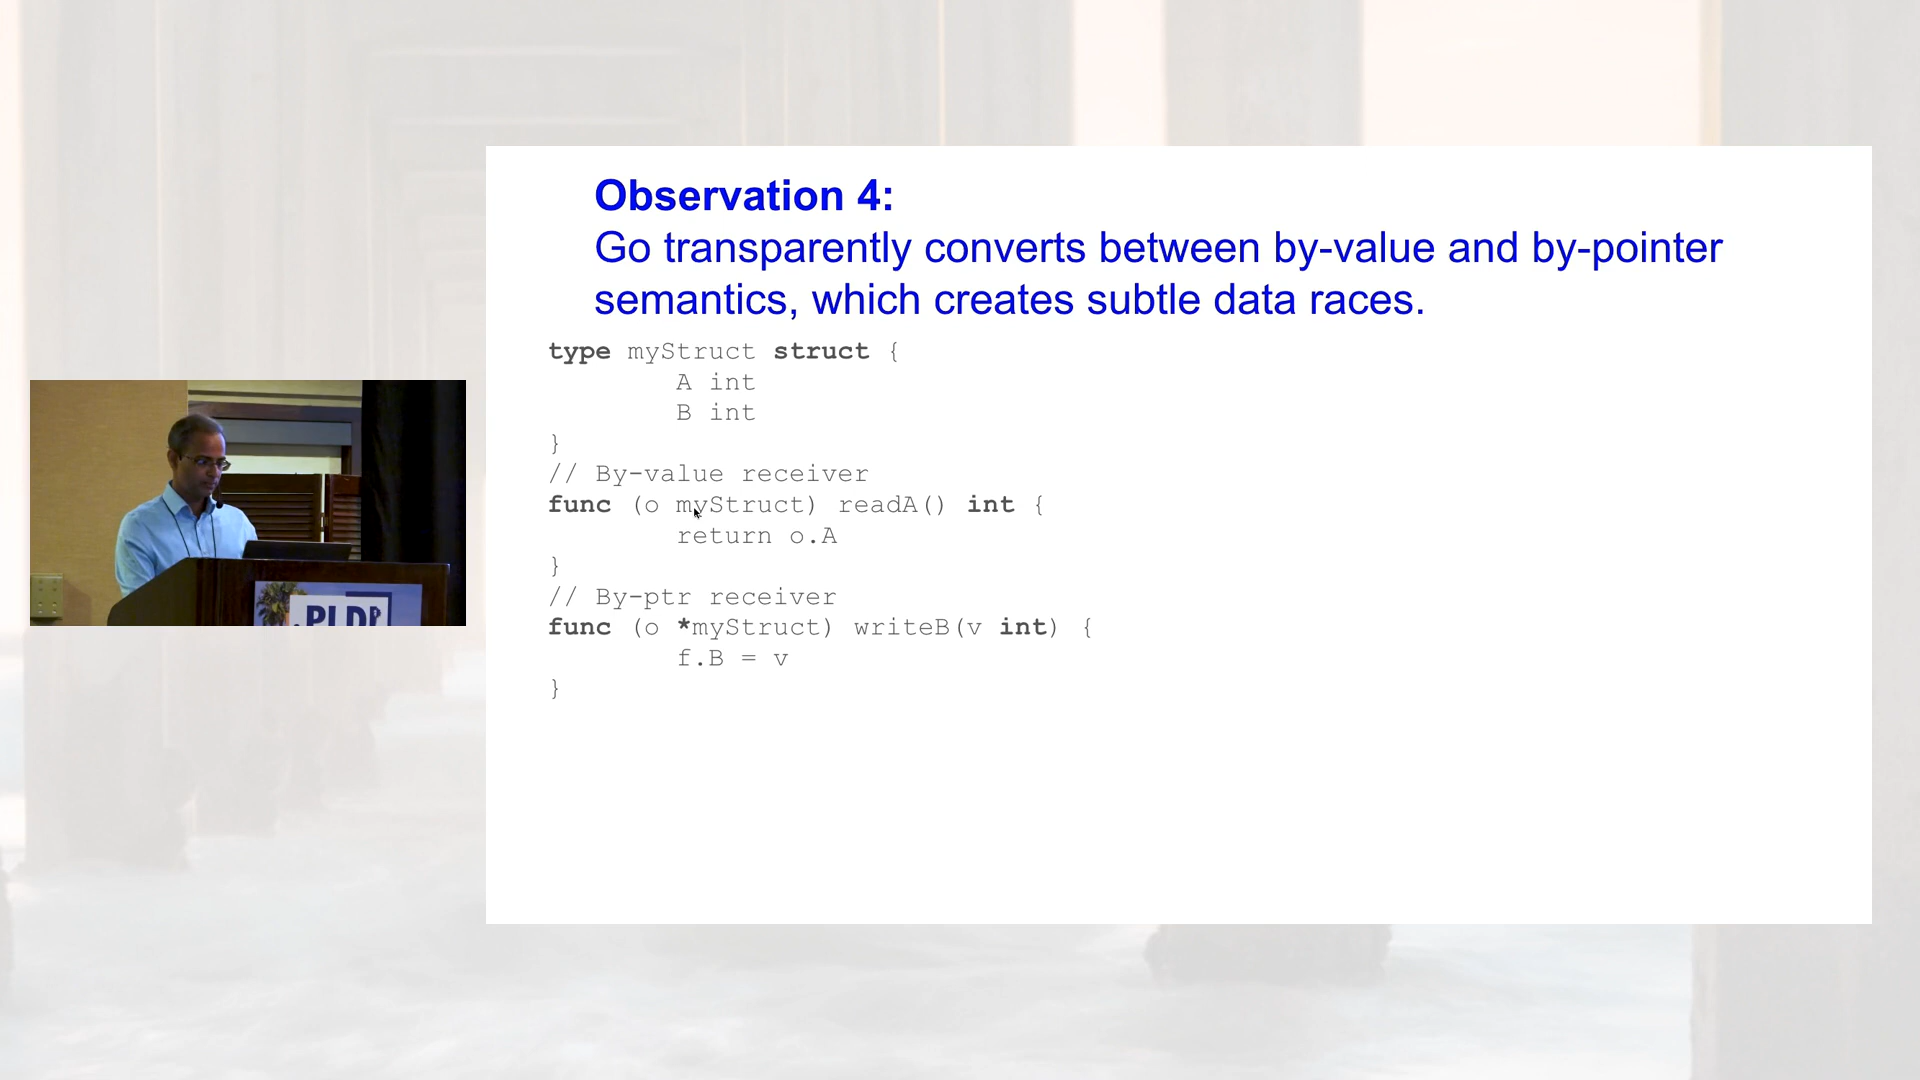 Observation 4:
Go transparently converts between by-value and by-pointer
semantics, which creates subtle data races.
type myStruct struct {
A int
B int
}
// By-value receiver
func (o myStruct) readA() int {
return o.A
}
// By-ptr receiver
func (o *myStruct) writeB(v int) {
f.B = v
}
PLDI